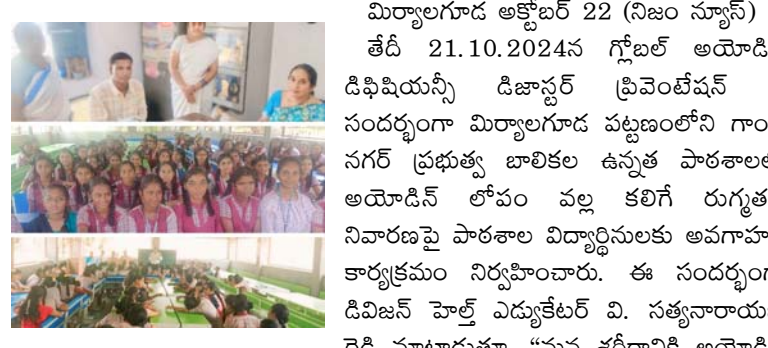 మిర్యాలగూడ అక్టోబర్ 22 (నిజం న్యూస్)
తేదీ 21.10.2024న గ్లోబల్ అయోడి
డిఫిషియన్సీ డిజాస్టర్ ప్రివెంటేషన్
సందర్భంగా మిర్యాలగూడ పట్టణంలోని గాం
నగర్ ప్రభుత్వ బాలికల ఉన్నత పాఠశాలల
అయోడిన్ లోపం వల్ల కలిగే రుగ్మత
నివారణపై పాఠశాల విద్యార్థినులకు అవగాహ
కార్యక్రమం నిర్వహించారు. ఈ సందర్భంగ
డివిజన్ హెల్త్ ఎడ్యుకేటర్ వి. సత్యనారాయ